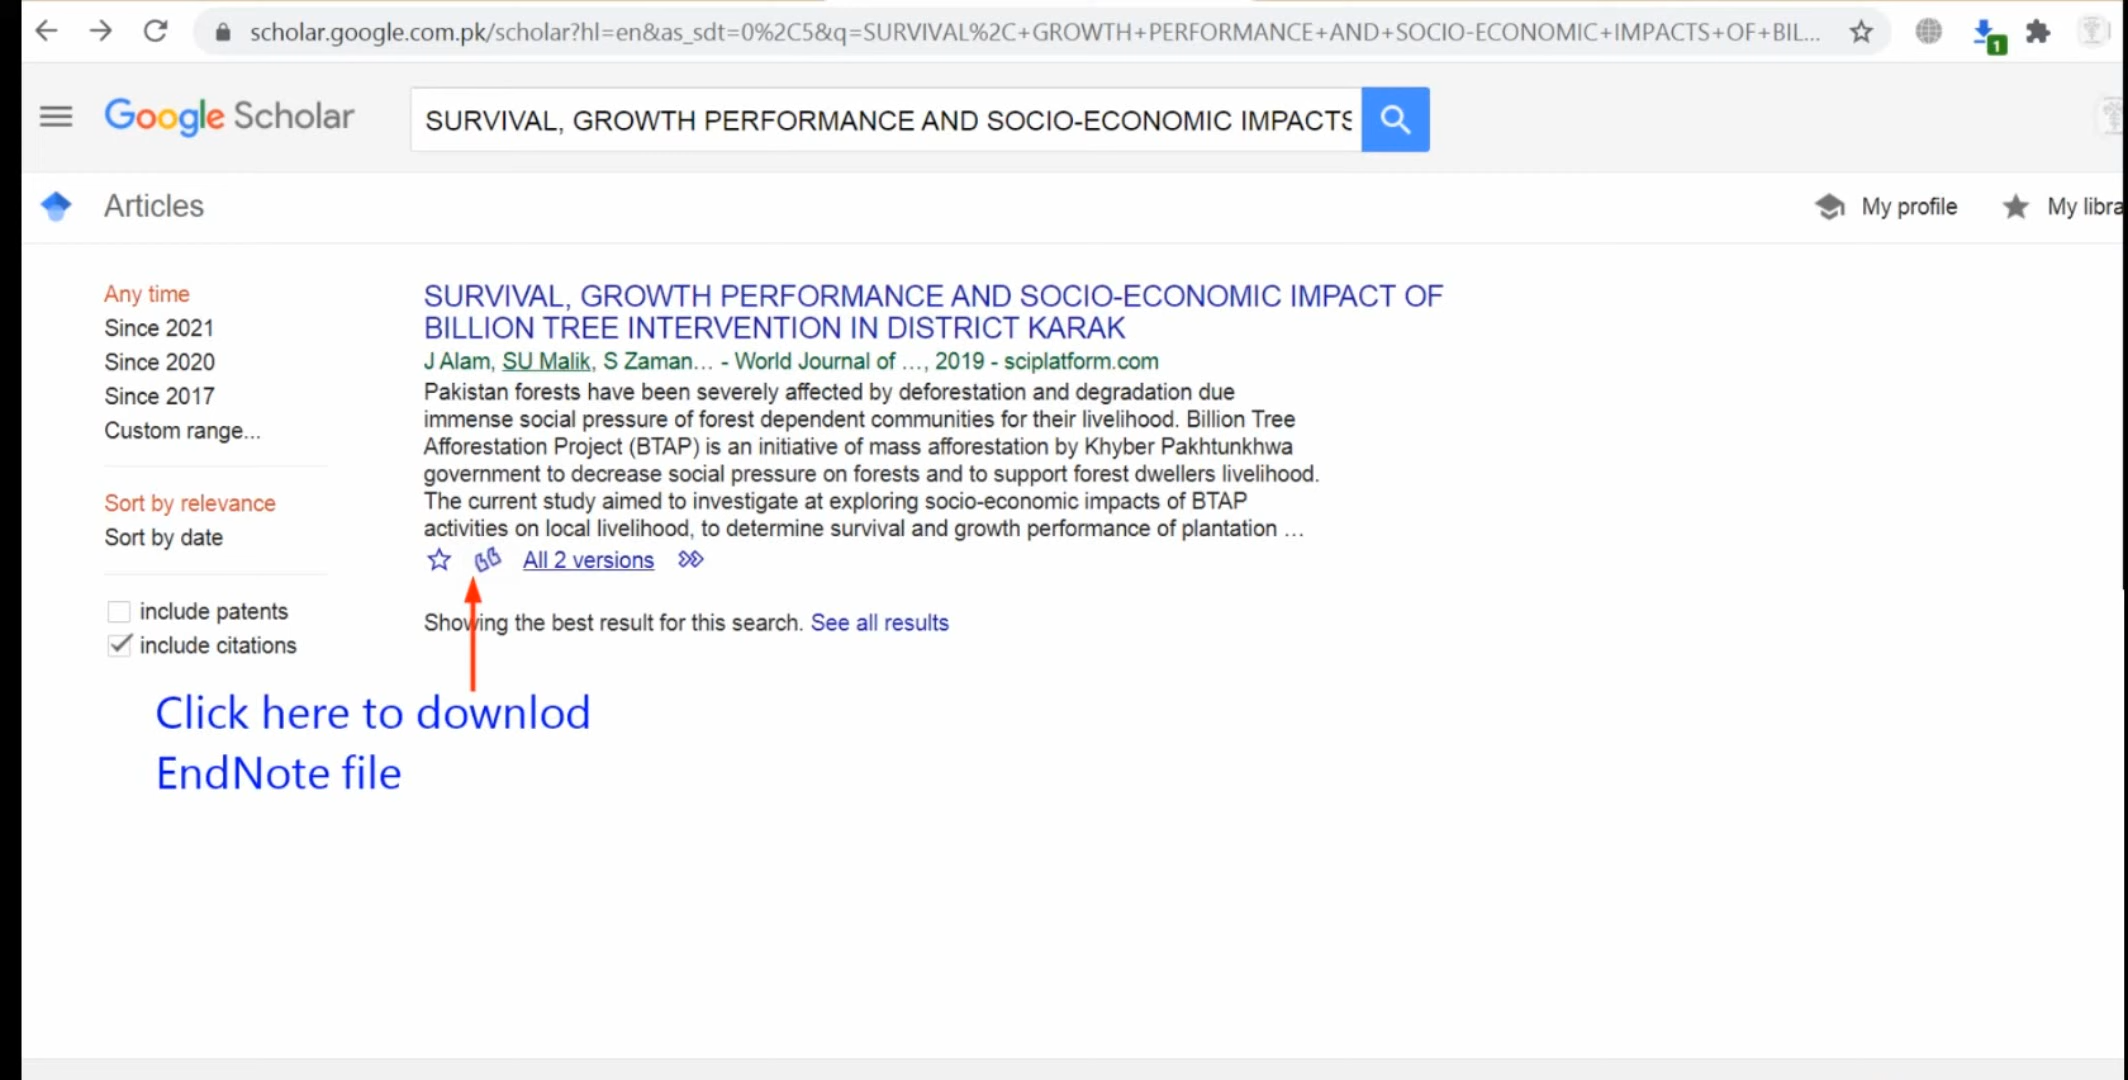 scholar.google.com.pk/scholar?hl=en&as_sdt=0%2C5&q=SURVIVAL%2C+GROWTH+PERFORMANCE+AND+SOCIO-ECONOMIC+IMPACTS+OF+BIL...
1
Google Scholar
SURVIVAL, GROWTH PERFORMANCE AND SOCIO-ECONOMIC IMPACTS
Articles
My profile
My libra
Any time
Since 2021
Since 2020
Since 2017
Custom range...
Sort by relevance
Sort by date
include patents
include citations
SURVIVAL, GROWTH PERFORMANCE AND SOCIO-ECONOMIC IMPACT OF
BILLION TREE INTERVENTION IN DISTRICT KARAK
J Alam, SU Malik, S Zaman... - World Journal of ..., 2019 - sciplatform.com
Pakistan forests have been severely affected by deforestation and degradation due
immense social pressure of forest dependent communities for their livelihood. Billion Tree
Afforestation Project (BTAP) is an initiative of mass afforestation by Khyber Pakhtunkhwa
government to decrease social pressure on forests and to support forest dwellers livelihood.
The current study aimed to investigate at exploring socio-economic impacts of BTAP
activities on local livelihood, to determine survival and growth performance of plantation ...
All 2 versions
Showing the best result for this search. See all results
Click here to downlod
EndNote file